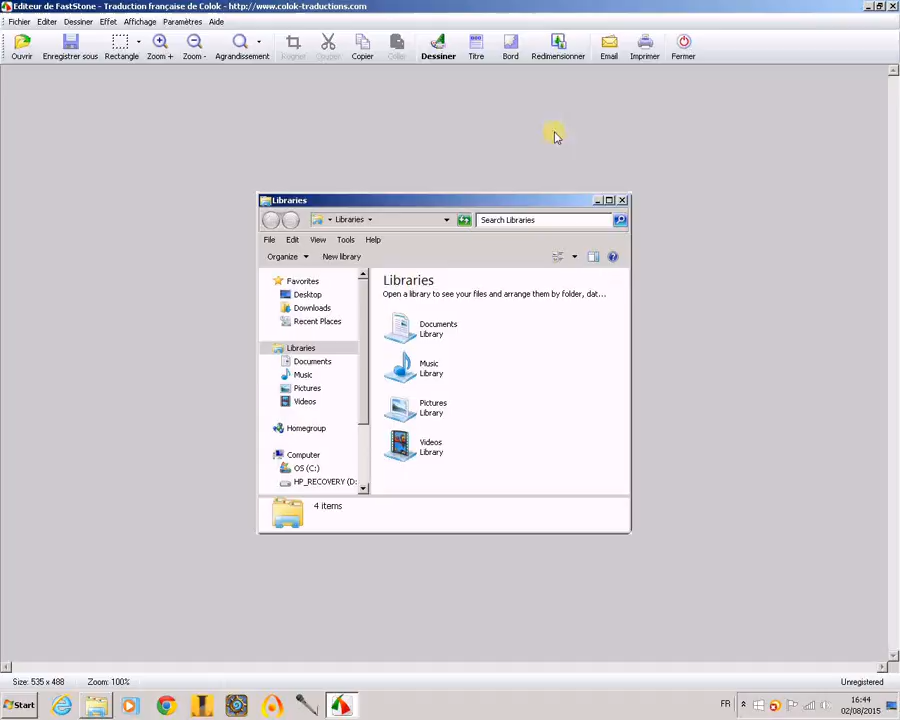 Editeur de FastStone - Traduction française de Colok - http://www.colok-traductions.com
Fichier Editer Dessiner Effet Affichage Paramètres Aide
Ouvrir Enregistrer sous Rectangle Zoom + Zoom - Agrandissement Rogner Couper Copier Coller Dessiner Titre Bord Redimensionner Email Imprimer Fermer
Libraries
Libraries
Search Libraries
File Edit View Tools Help
Organize New library
Favorites
Desktop
Downloads
Recent Places
Libraries
Documents
Music
Pictures
Videos
Homegroup
Computer
OS (C:)
HP_RECOVERY (D:
Libraries
Open a library to see your files and arrange them by folder, dat...
Documents
Library
Music
Library
Pictures
Library
Videos
Library
4 items
Size: 535 x 488 Zoom: 100% Unregistered
Start
FR
16:44
02/08/2015